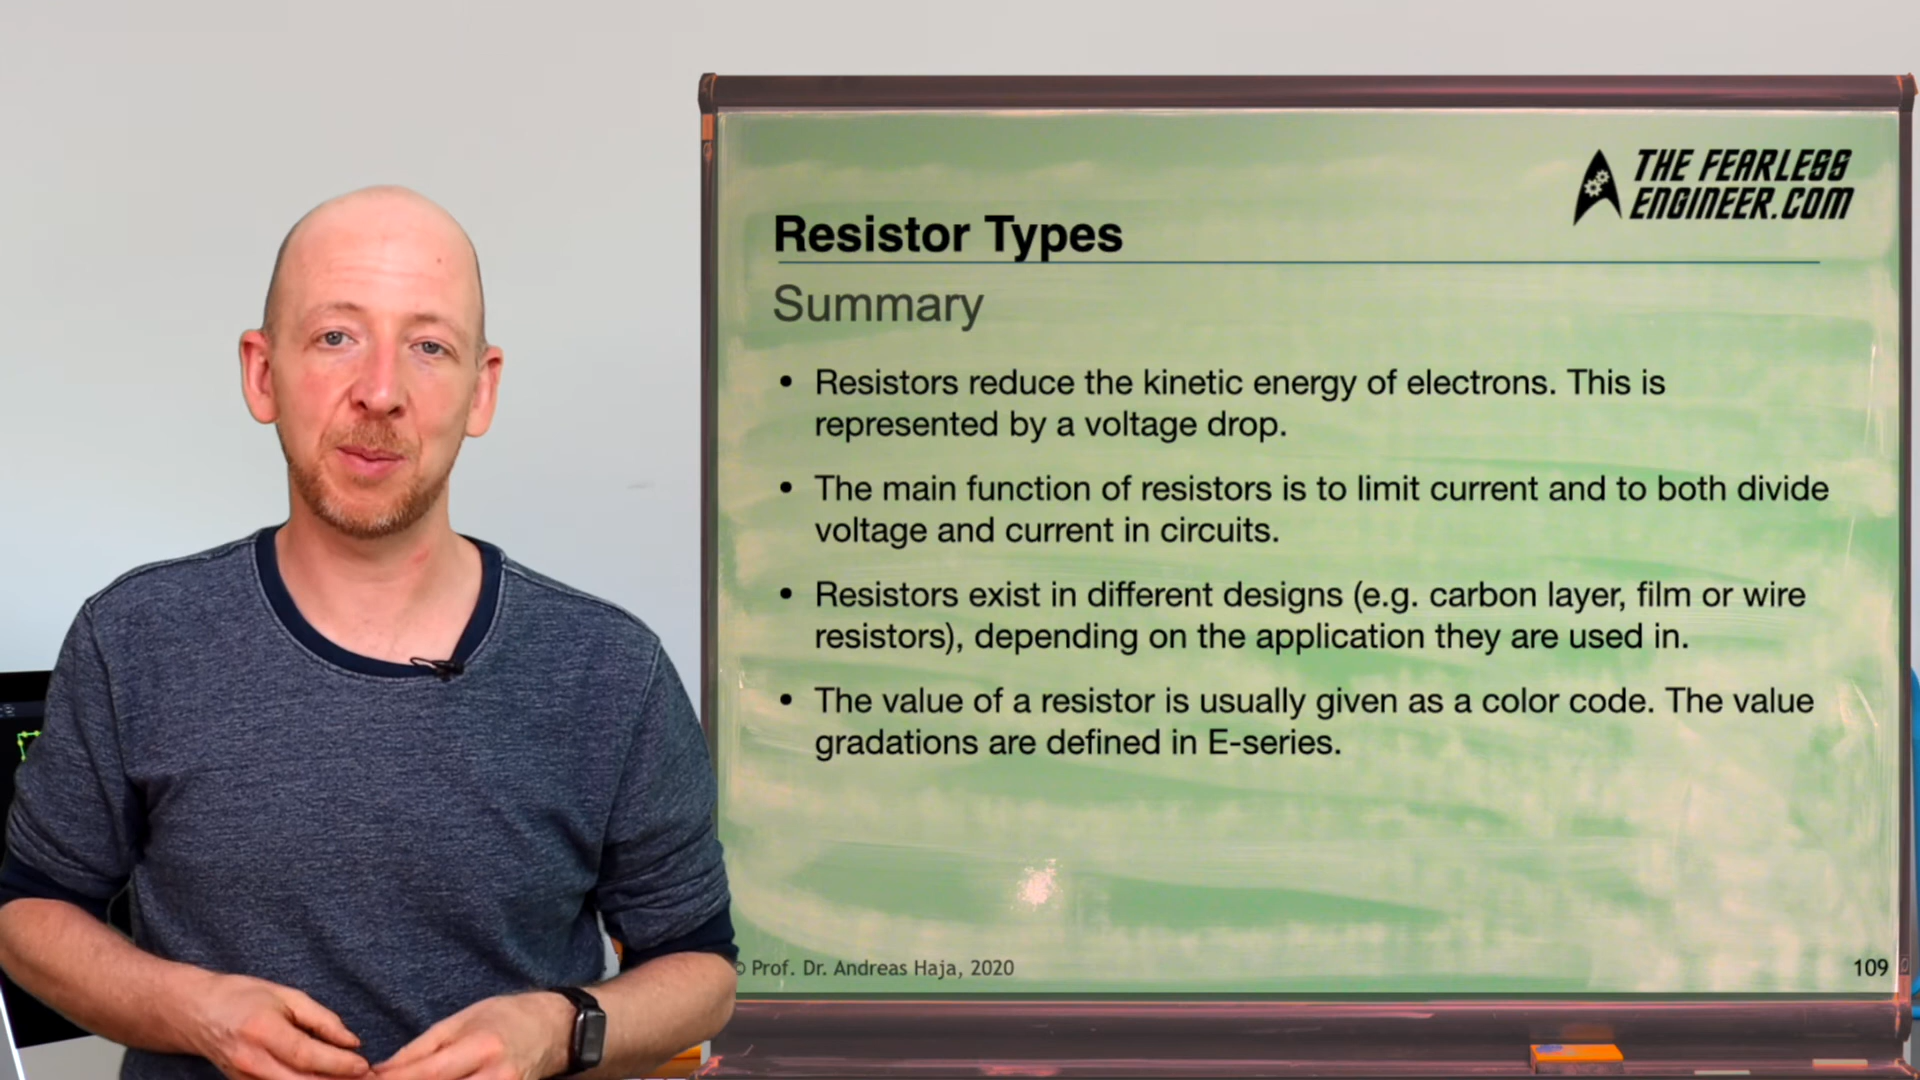 THE FEARLESS
ENGINEER.COM
Resistor Types
Summary
• Resistors reduce the kinetic energy of electrons. This is
represented by a voltage drop.
• The main function of resistors is to limit current and to both divide
voltage and current in circuits.
• Resistors exist in different designs (e.g. carbon layer, film or wire
resistors), depending on the application they are used in.
• The value of a resistor is usually given as a color code. The value
gradations are defined in E-series.
© Prof. Dr. Andreas Haja, 2020
109